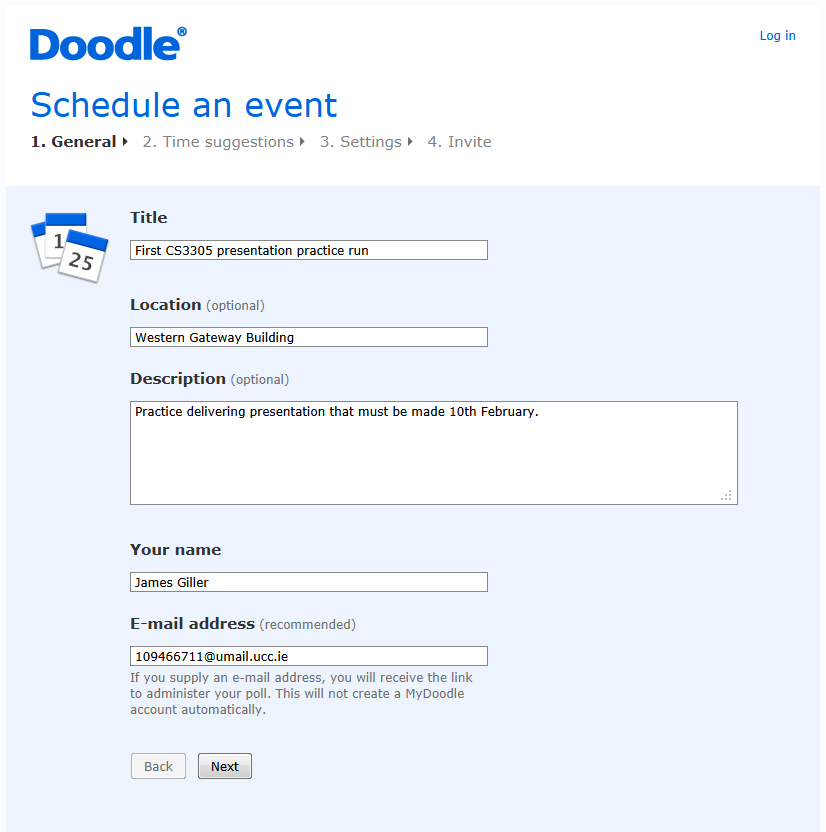 Doodle®
Log in
Schedule an event
1. General 2. Time suggestions 3. Settings 4. Invite
1
25
Title
First CS3305 presentation practice run
Location (optional)
Western Gateway Building
Description (optional)
Practice delivering presentation that must be made 10th February.
Your name
James Giller
E-mail address (recommended)
109466711@umail.ucc.ie
If you supply an e-mail address, you will receive the link
to administer your poll. This will not create a MyDoodle
account automatically.
Back Next